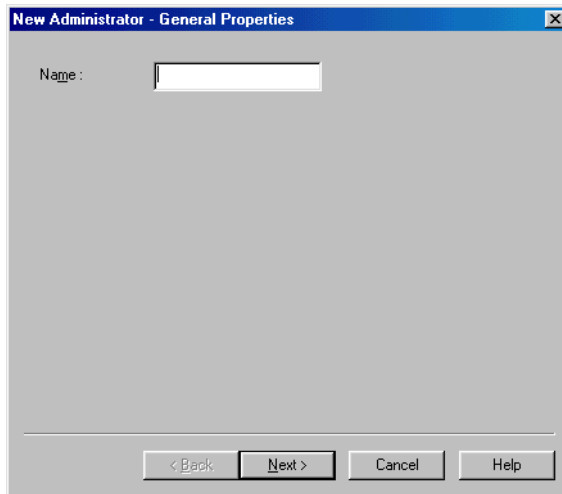 New Administrator - General Properties
Name :
< Back
Next >
Cancel
Help